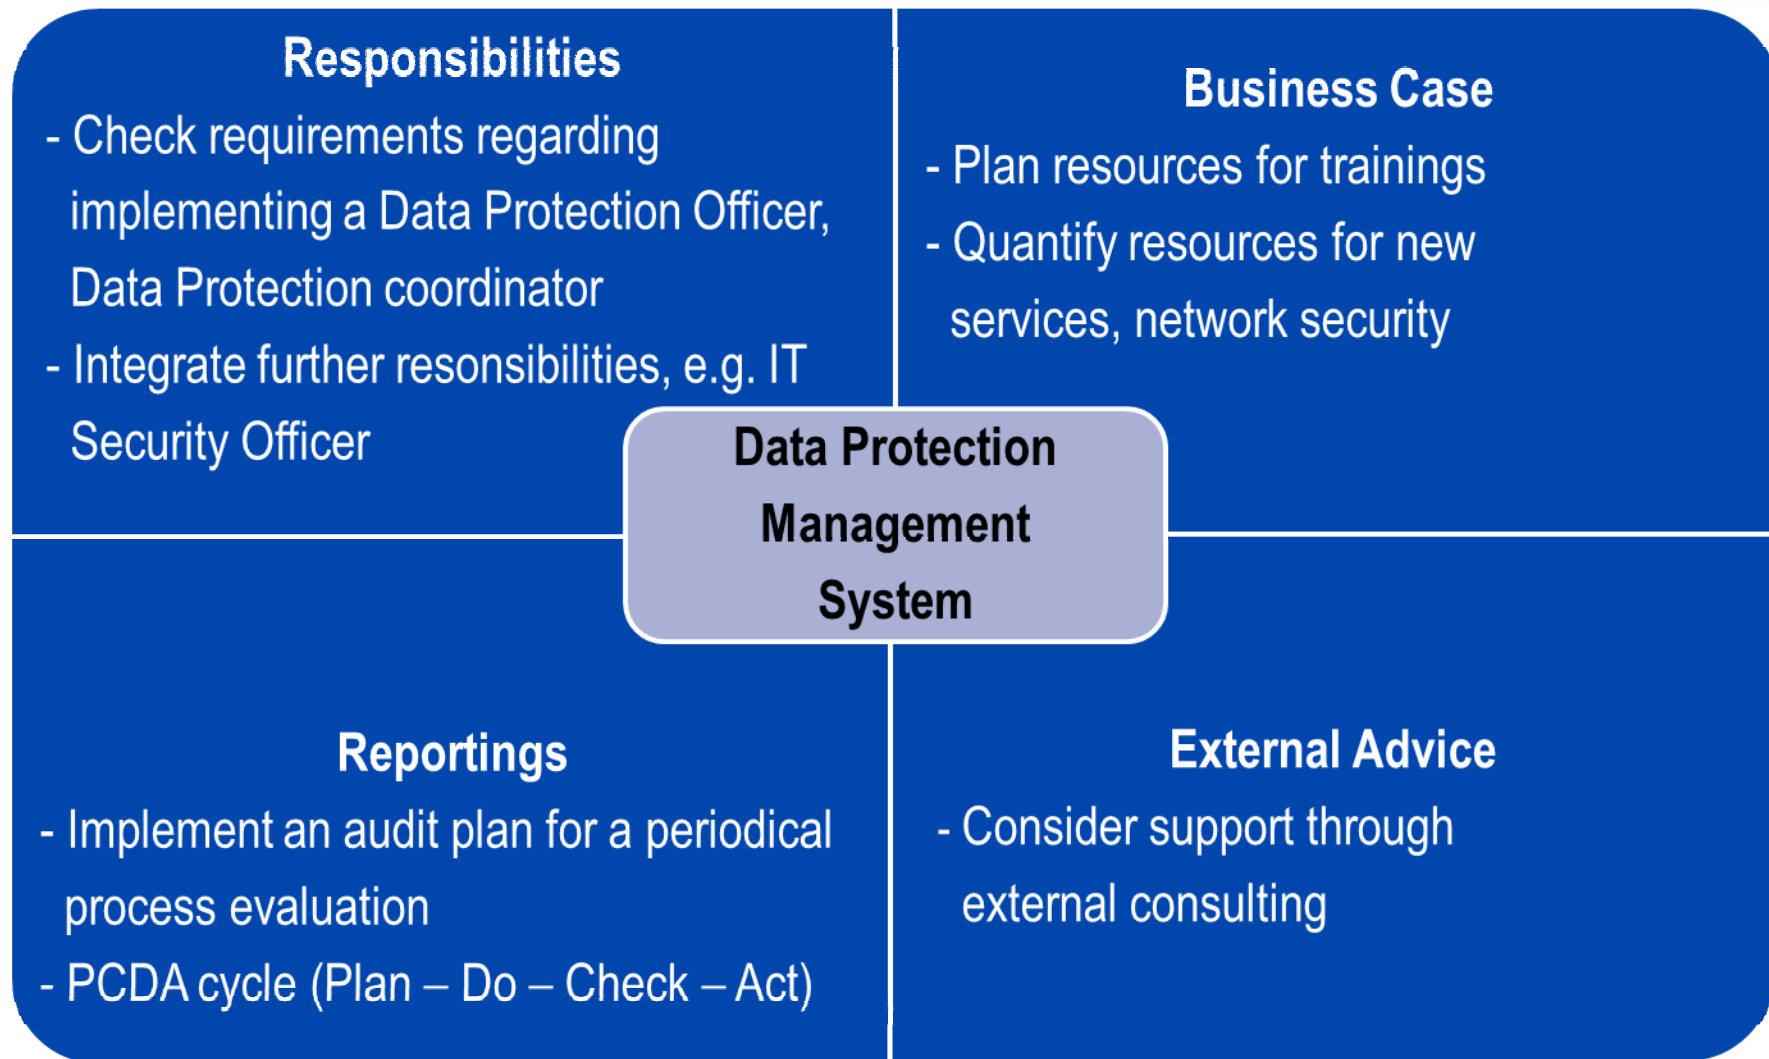 Responsibilities
- Check requirements regarding
implementing a Data Protection Officer,
Data Protection coordinator
- Integrate further resonsibilities, e.g. IT
Security Officer
Business Case
- Plan resources for trainings
- Quantify resources for new
services, network security
Data Protection
Management
System
Reportings
- Implement an audit plan for a periodical
process evaluation
- PCDA cycle (Plan – Do – Check – Act)
External Advice
- Consider support through
external consulting